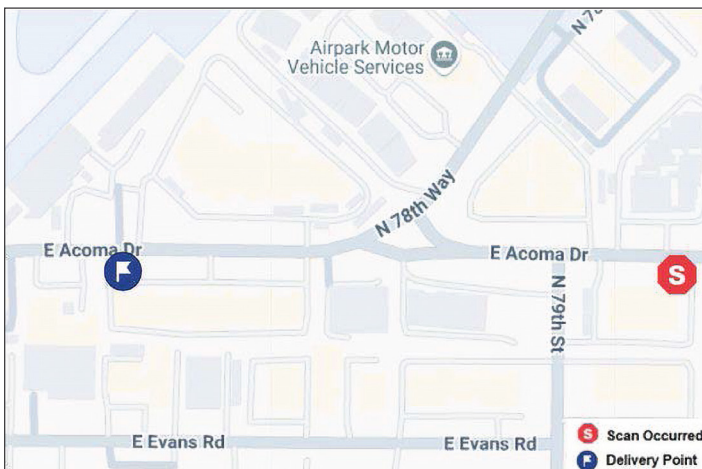 N 78
Airpark Motor
Vehicle Services
N 78th Way
E Acoma Dr
E Acoma Dr
S
N 79th St
E Evans Rd
E Evans Rd
S Scan Occurred
Delivery Point